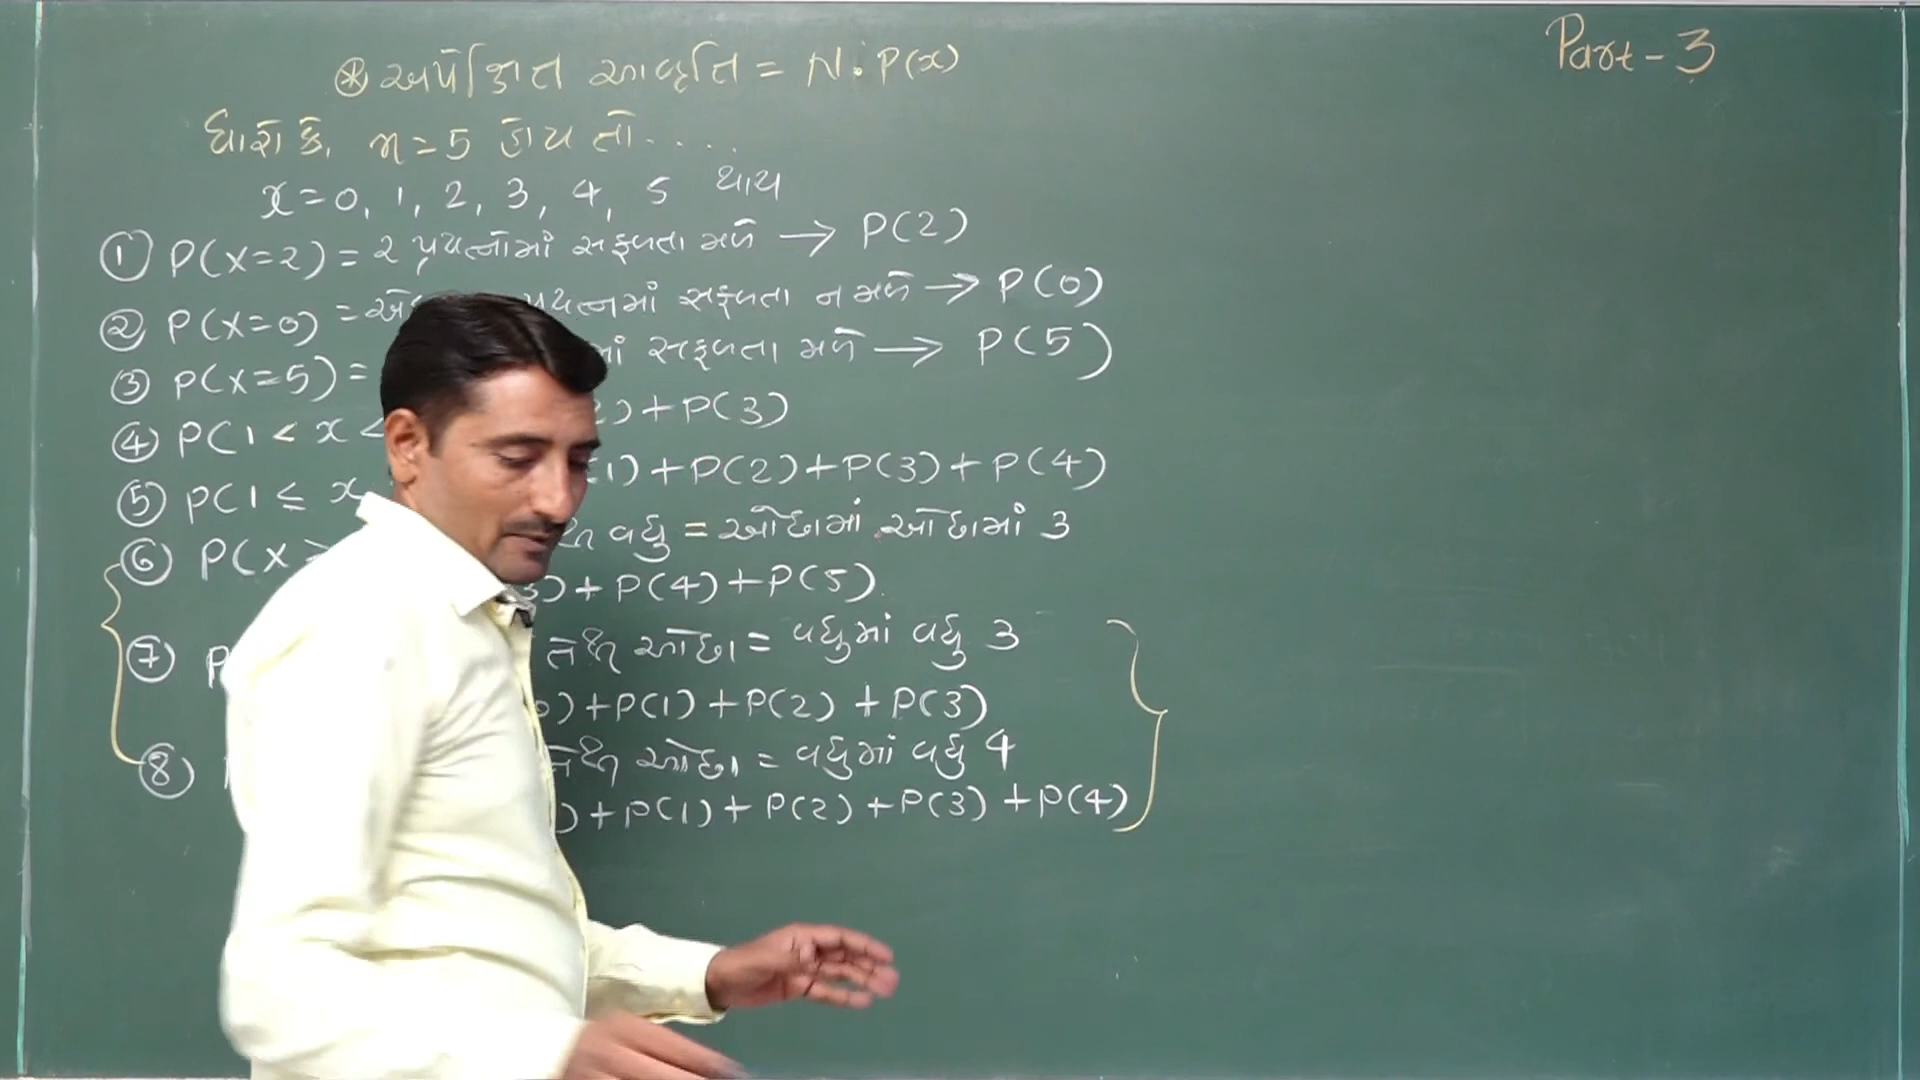 Part-3
⊛ અપેક્ષિત આવૃત્તિ = N·P(x)
ધારો કે, n=5 હોય તો.....
x=0, 1, 2, 3, 4, 5 થાય
① P(X=2) = 2 પ્રયત્નોમાં સફળતા મળે → P(2)
② P(X=0) = પ્રયત્નમાં સફળતા ન મળે → P(0)
③ P(X=5) = સફળતા મળે → P(5)
④ P(1 < x < ) + P(3)
⑤ P(1 ≤ x (1) + P(2) + P(3) + P(4)
⑥ P(X ≥ વધુ = ઓછામાં ઓછામાં 3
3) + P(4) + P(5).
⑦ P ઓછા = વધુમાં વધુ 3
0) + P(1) + P(2) + P(3)
⑧ ઓછા = વધુમાં વધુ 4
) + P(1) + P(2) + P(3) + P(4)